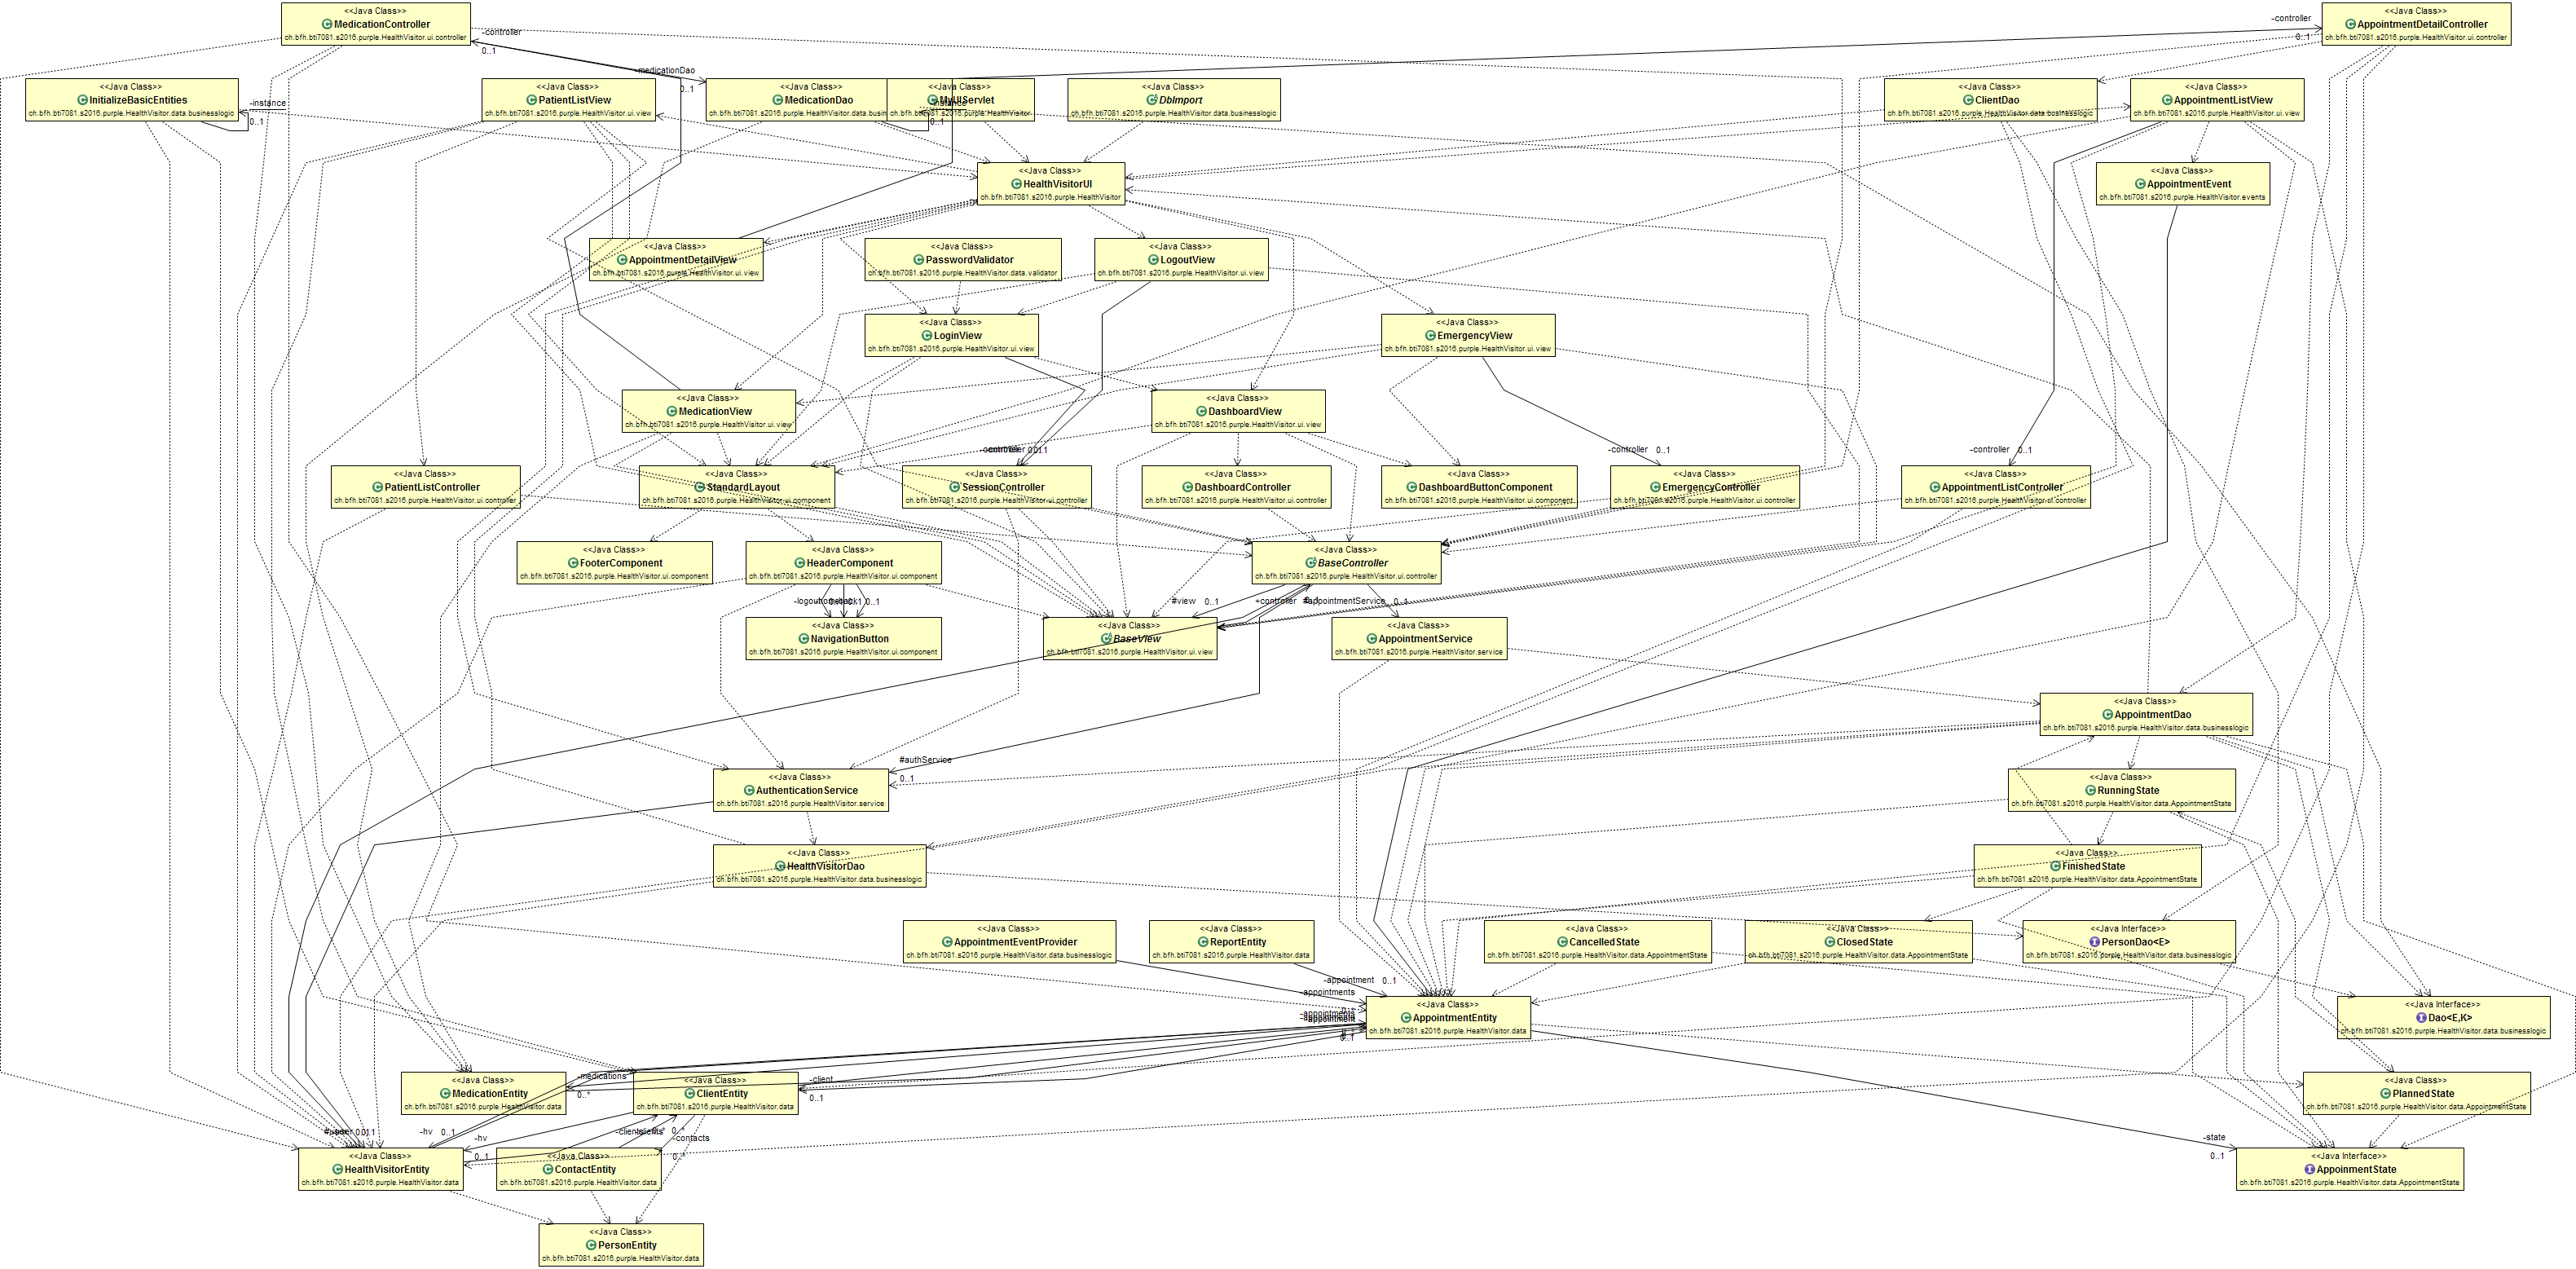 <<Java Class>>
MedicationController
ch.bfh.bti7081.s2016.purple.HealthVisitor.ui.controller
-controller
0..1
<<Java Class>>
AppointmentDetailController
ch.bfh.bti7081.s2016.purple.HealthVisitor.ui.controller
-controller
0..1
<<Java Class>>
InitializeBasicEntities
ch.bfh.bti7081.s2016.purple.HealthVisitor.data.businesslogic
-instance
0..1
<<Java Class>>
PatientListView
ch.bfh.bti7081.s2016.purple.HealthVisitor.ui.view
-medicationDao
0..1
<<Java Class>>
MedicationDao
ch.bfh.bti7081.s2016.purple.HealthVisitor.data.busin
-instance
0..1
<<Java Class>>
MyUIServlet
ch.bfh.bti7081.s2016.purple.HealthVisitor
<<Java Class>>
DbImport
ch.bfh.bti7081.s2016.purple.HealthVisitor.data.businesslogic
<<Java Class>>
ClientDao
ch.bfh.bti7081.s2016.purple.HealthVisitor.data.businesslogic
<<Java Class>>
AppointmentListView
ch.bfh.bti7081.s2016.purple.HealthVisitor.ui.view
<<Java Class>>
HealthVisitorUI
ch.bfh.bti7081.s2016.purple.HealthVisitor
<<Java Class>>
AppointmentEvent
ch.bfh.bti7081.s2016.purple.HealthVisitor.events
<<Java Class>>
AppointmentDetailView
ch.bfh.bti7081.s2016.purple.HealthVisitor.ui.view
<<Java Class>>
PasswordValidator
ch.bfh.bti7081.s2016.purple.HealthVisitor.data.validator
<<Java Class>>
LogoutView
ch.bfh.bti7081.s2016.purple.HealthVisitor.ui.view
<<Java Class>>
LoginView
ch.bfh.bti7081.s2016.purple.HealthVisitor.ui.view
<<Java Class>>
EmergencyView
ch.bfh.bti7081.s2016.purple.HealthVisitor.ui.view
<<Java Class>>
MedicationView
ch.bfh.bti7081.s2016.purple.HealthVisitor.ui.view
<<Java Class>>
DashboardView
ch.bfh.bti7081.s2016.purple.HealthVisitor.ui.view
-controller 0..1
-controller 0..1
<<Java Class>>
PatientListController
ch.bfh.bti7081.s2016.purple.HealthVisitor.ui.controller
<<Java Class>>
StandardLayout
ch.bfh.bti7081.s2016.purple.HealthVisitor.ui.component
<<Java Class>>
SessionController
ch.bfh.bti7081.s2016.purple.HealthVisitor.ui.controller
<<Java Class>>
DashboardController
ch.bfh.bti7081.s2016.purple.HealthVisitor.ui.controller
<<Java Class>>
DashboardButtonComponent
ch.bfh.bti7081.s2016.purple.HealthVisitor.ui.component
<<Java Class>>
EmergencyController
ch.bfh.bti7081.s2016.purple.HealthVisitor.ui.controller
<<Java Class>>
AppointmentListController
ch.bfh.bti7081.s2016.purple.HealthVisitor.ui.controller
<<Java Class>>
FooterComponent
ch.bfh.bti7081.s2016.purple.HealthVisitor.ui.component
<<Java Class>>
HeaderComponent
ch.bfh.bti7081.s2016.purple.HealthVisitor.ui.component
<<Java Class>>
BaseController
ch.bfh.bti7081.s2016.purple.HealthVisitor.ui.controller
0..1
#view 0..1
+controller
#appointmentService
0..1
<<Java Class>>
NavigationButton
ch.bfh.bti7081.s2016.purple.HealthVisitor.ui.component
<<Java Class>>
BaseView
ch.bfh.bti7081.s2016.purple.HealthVisitor.ui.view
<<Java Class>>
AppointmentService
ch.bfh.bti7081.s2016.purple.HealthVisitor.service
<<Java Class>>
AppointmentDao
ch.bfh.bti7081.s2016.purple.HealthVisitor.data.businesslogic
#authService
0..1
<<Java Class>>
AuthenticationService
ch.bfh.bti7081.s2016.purple.HealthVisitor.service
<<Java Class>>
RunningState
ch.bfh.bti7081.s2016.purple.HealthVisitor.data.AppointmentState
<<Java Class>>
HealthVisitorDao
ch.bfh.bti7081.s2016.purple.HealthVisitor.data.businesslogic
<<Java Class>>
FinishedState
ch.bfh.bti7081.s2016.purple.HealthVisitor.data.AppointmentState
<<Java Class>>
AppointmentEventProvider
ch.bfh.bti7081.s2016.purple.HealthVisitor.data.businesslogic
<<Java Class>>
ReportEntity
ch.bfh.bti7081.s2016.purple.HealthVisitor.data
<<Java Class>>
CancelledState
ch.bfh.bti7081.s2016.purple.HealthVisitor.data.AppointmentState
<<Java Class>>
ClosedState
ch.bfh.bti7081.s2016.purple.HealthVisitor.data.AppointmentState
<<Java Interface>>
PersonDao<E>
ch.bfh.bti7081.s2016.purple.HealthVisitor.data.businesslogic
-appointment 0..1
-appointments
<<Java Class>>
AppointmentEntity
ch.bfh.bti7081.s2016.purple.HealthVisitor.data
-appointments
-appointment
0..1
<<Java Interface>>
Dao<E,K>
ch.bfh.bti7081.s2016.purple.HealthVisitor.data.businesslogic
<<Java Class>>
MedicationEntity
ch.bfh.bti7081.s2016.purple.HealthVisitor.data
-medications
0..*
<<Java Class>>
ClientEntity
ch.bfh.bti7081.s2016.purple.HealthVisitor.data
-client
0..1
<<Java Class>>
PlannedState
ch.bfh.bti7081.s2016.purple.HealthVisitor.data.AppointmentState
-hv 0..1
-hv
0..1
0..*
-contacts
0..*
-state
0..1
<<Java Class>>
HealthVisitorEntity
ch.bfh.bti7081.s2016.purple.HealthVisitor.data
<<Java Class>>
ContactEntity
ch.bfh.bti7081.s2016.purple.HealthVisitor.data
<<Java Interface>>
AppoinmentState
ch.bfh.bti7081.s2016.purple.HealthVisitor.data.AppointmentState
<<Java Class>>
PersonEntity
ch.bfh.bti7081.s2016.purple.HealthVisitor.data